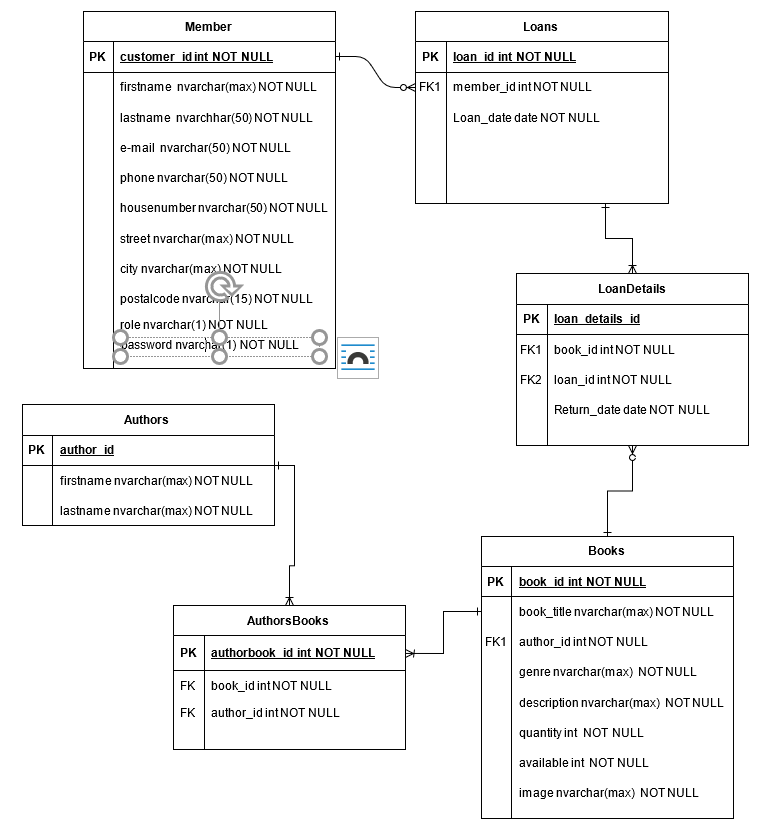 Member
PK customer_id int NOT NULL
firstname nvarchar(max) NOT NULL
lastname nvarchhar(50) NOT NULL
e-mail nvarchar(50) NOT NULL
phone nvarchar(50) NOT NULL
housenumber nvarchar(50) NOT NULL
street nvarchar(max) NOT NULL
city nvarchar(max) NOT NULL
postalcode nvarchar(15) NOT NULL
role nvarchar(1) NOT NULL
password nvarchar(1) NOT NULL
Loans
PK loan_id int NOT NULL
FK1 member_id int NOT NULL
Loan_date date NOT NULL
LoanDetails
PK loan_details_id
FK1 book_id int NOT NULL
FK2 loan_id int NOT NULL
Return_date date NOT NULL
Authors
PK author_id
firstname nvarchar(max) NOT NULL
lastname nvarchar(max) NOT NULL
AuthorsBooks
PK authorbook_id int NOT NULL
FK book_id int NOT NULL
FK author_id int NOT NULL
Books
PK book_id int NOT NULL
book_title nvarchar(max) NOT NULL
FK1 author_id int NOT NULL
genre nvarchar(max) NOT NULL
description nvarchar(max) NOT NULL
quantity int NOT NULL
available int NOT NULL
image nvarchar(max) NOT NULL